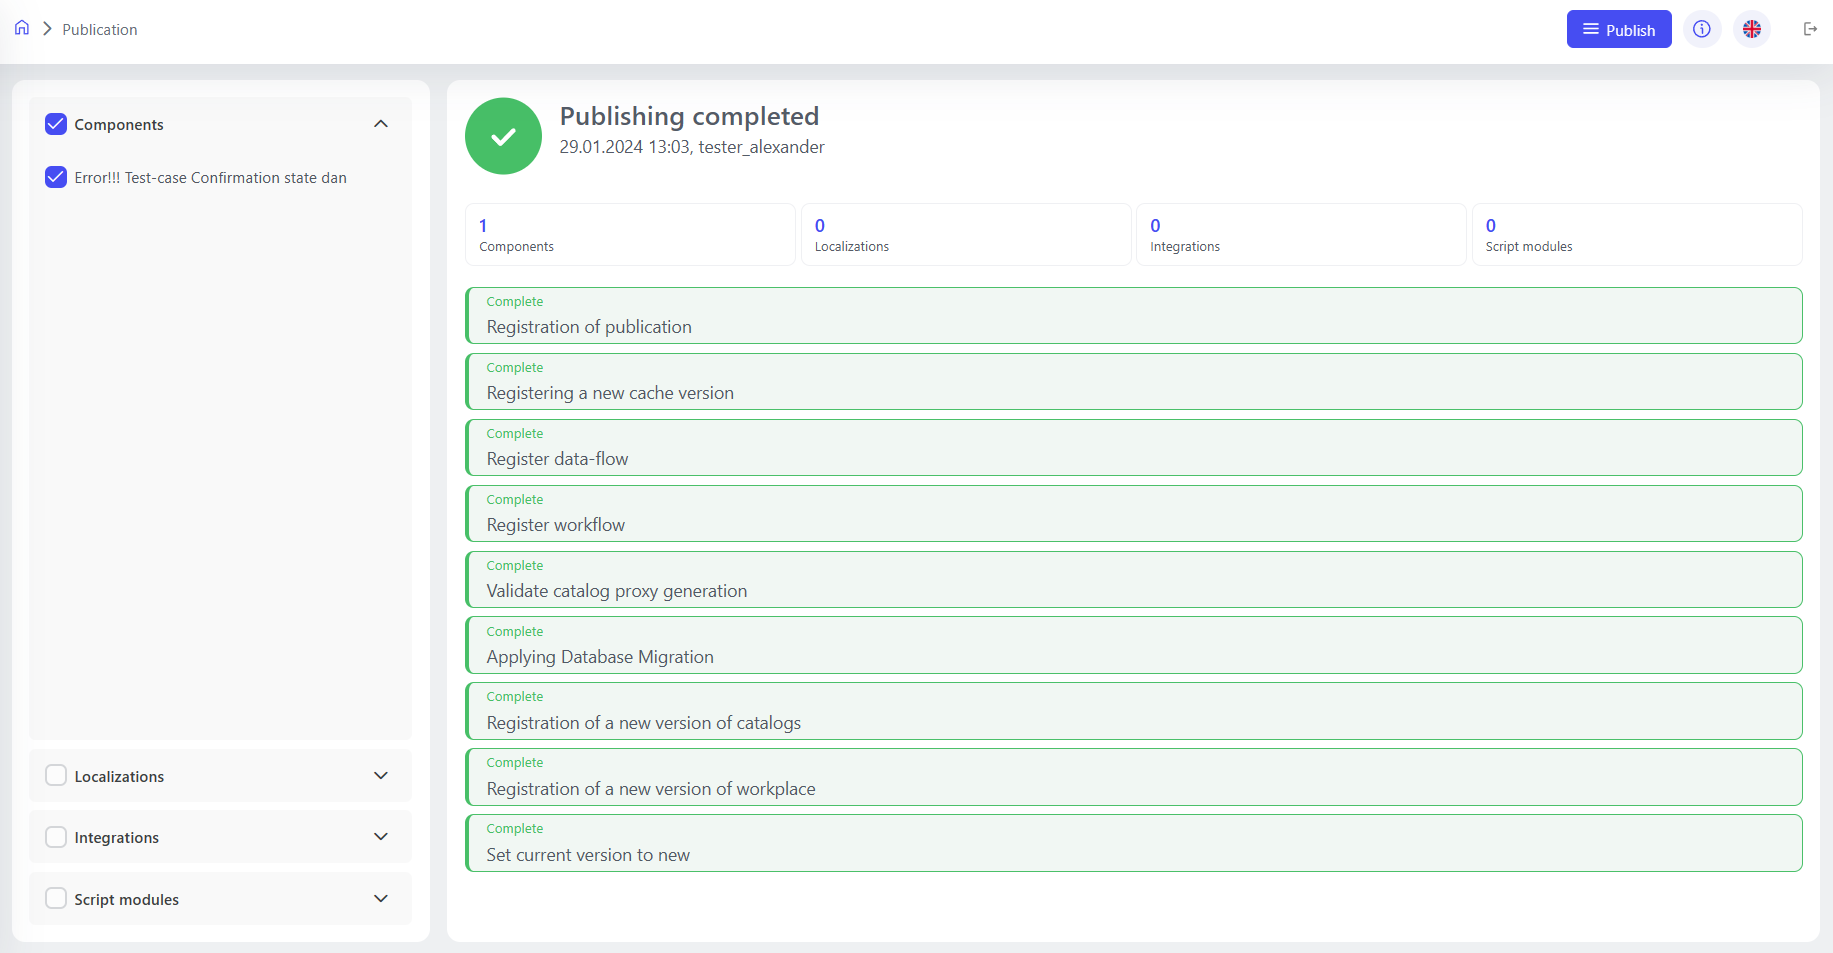 Publication
Publish
Components
Error!!! Test-case Confirmation state dan
Localizations
Integrations
Script modules
Publishing completed
29.01.2024 13:03, tester_alexander
1
Components
0
Localizations
0
Integrations
0
Script modules
Complete
Registration of publication
Complete
Registering a new cache version
Complete
Register data-flow
Complete
Register workflow
Complete
Validate catalog proxy generation
Complete
Applying Database Migration
Complete
Registration of a new version of catalogs
Complete
Registration of a new version of workplace
Complete
Set current version to new